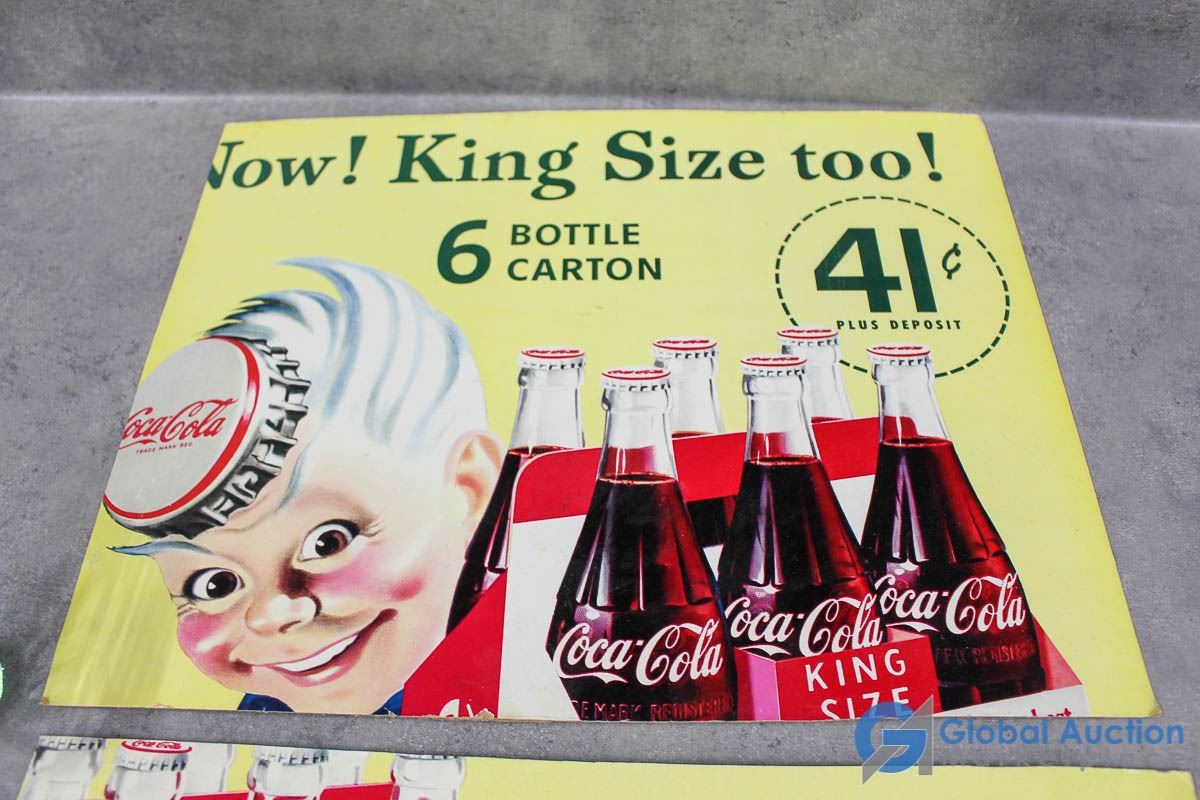 Now! King Size too!
6 BOTTLE
CARTON
41¢
PLUS DEPOSIT
Coca-Cola
TRADE MARK REG.
Coca-Cola
Coca-Cola
Coca-Cola
KING
SIZE
Global Auction